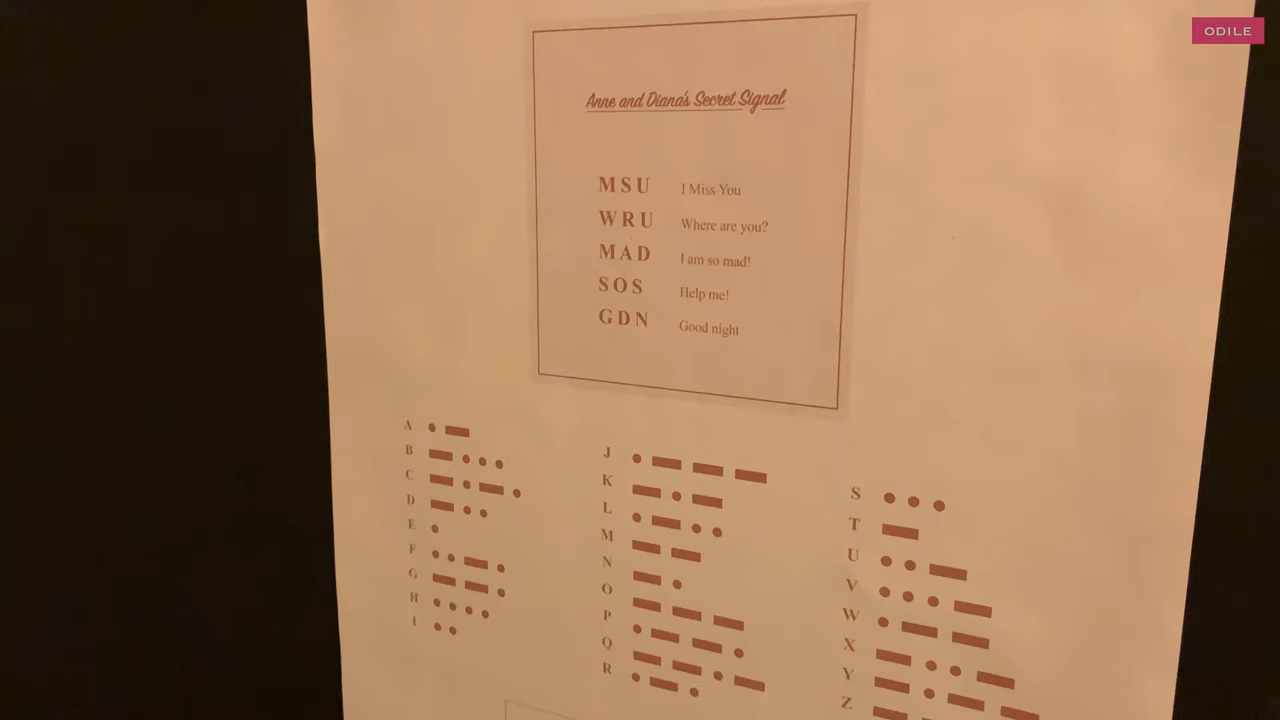 ODILE
Anne and Diana's Secret Signal
MSU I Miss You
WRU Where are you?
MAD I am so mad!
SOS Help me!
GDN Good night
A
B
C
D
E
F
G
H
I
J
K
L
M
N
O
P
Q
R
S
T
U
V
W
X
Y
Z